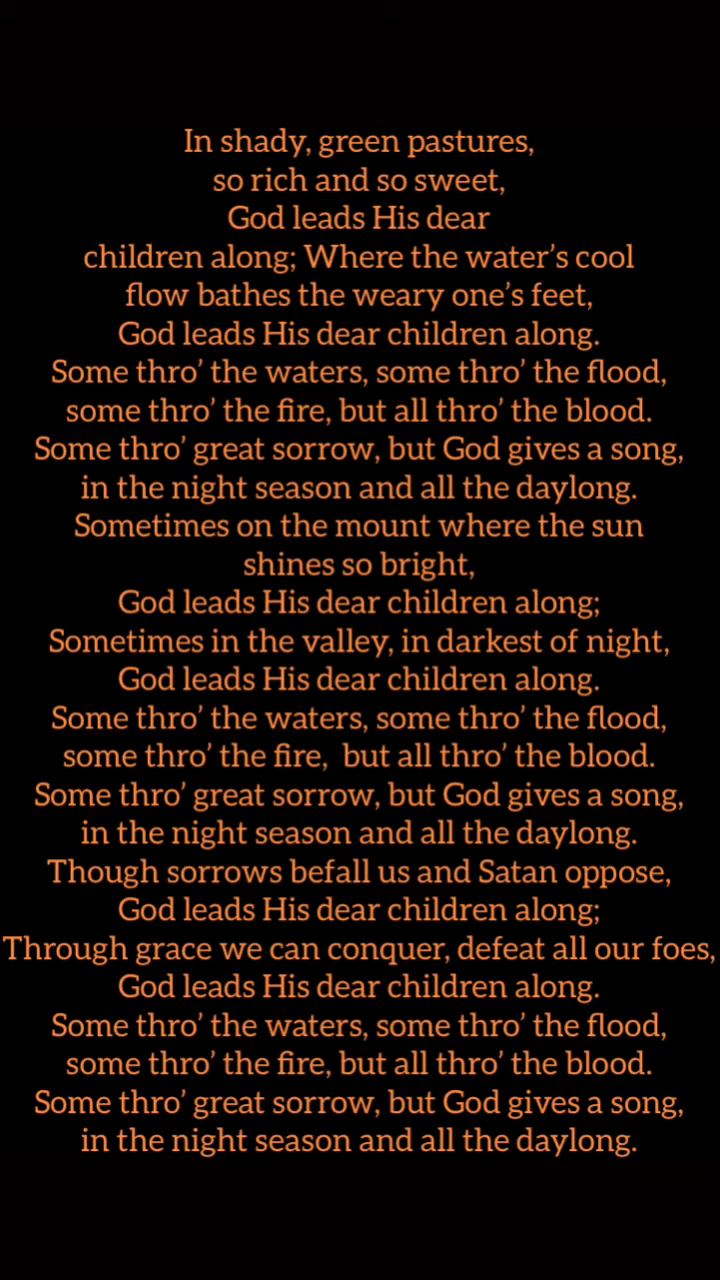 In shady, green pastures,
so rich and so sweet,
God leads His dear
children along; Where the water’s cool
flow bathes the weary one’s feet,
God leads His dear children along.
Some thro’ the waters, some thro’ the flood,
some thro’ the fire, but all thro’ the blood.
Some thro’ great sorrow, but God gives a song,
in the night season and all the daylong.
Sometimes on the mount where the sun
shines so bright,
God leads His dear children along;
Sometimes in the valley, in darkest of night,
God leads His dear children along.
Some thro’ the waters, some thro’ the flood,
some thro’ the fire,  but all thro’ the blood.
Some thro’ great sorrow, but God gives a song,
in the night season and all the daylong.
Though sorrows befall us and Satan oppose,
God leads His dear children along;
Through grace we can conquer, defeat all our foes,
God leads His dear children along.
Some thro’ the waters, some thro’ the flood,
some thro’ the fire, but all thro’ the blood.
Some thro’ great sorrow, but God gives a song,
in the night season and all the daylong.